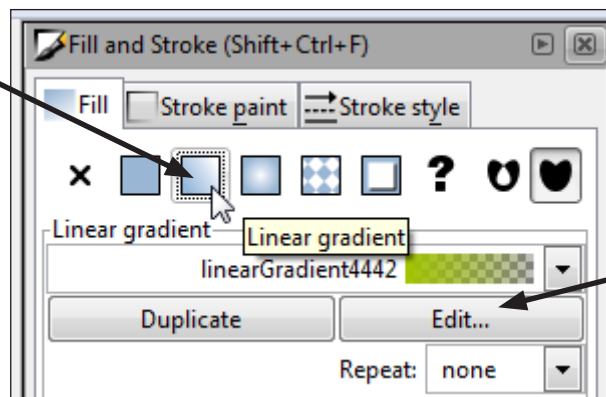 Fill and Stroke (Shift+Ctrl+F)
Fill Stroke paint Stroke style
?
Linear gradient
Linear gradient
linearGradient4442
Duplicate Edit...
Repeat: none